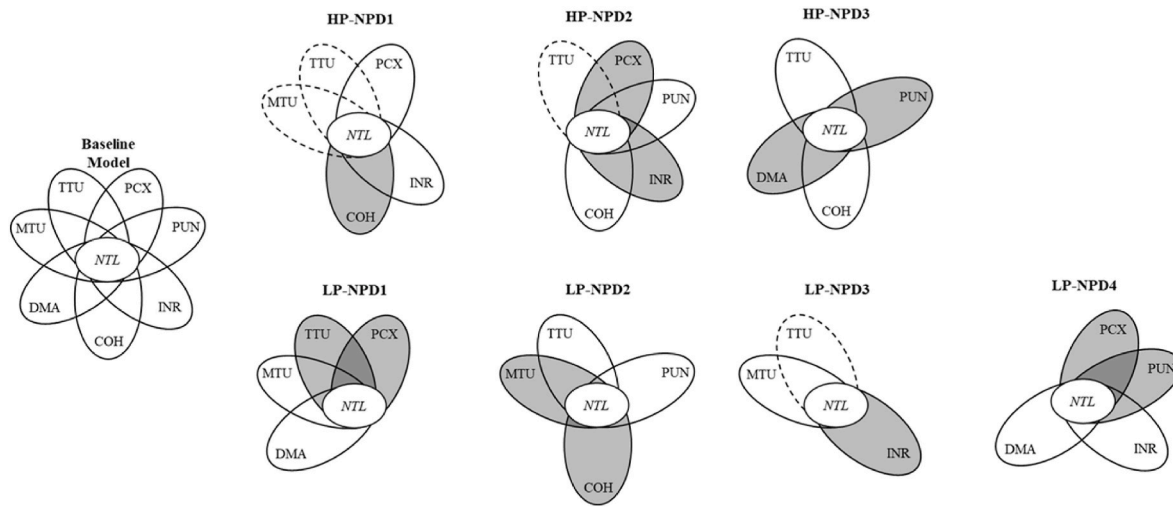 Baseline
Model
TTU
PCX
MTU
PUN
NTL
DMA
INR
COH
HP-NPD1
TTU
PCX
MTU
NTL
INR
COH
HP-NPD2
TTU
PCX
PUN
NTL
INR
COH
HP-NPD3
TTU
PUN
NTL
DMA
COH
LP-NPD1
TTU
PCX
MTU
NTL
DMA
LP-NPD2
TTU
MTU
PUN
NTL
COH
LP-NPD3
TTU
MTU
NTL
INR
LP-NPD4
PCX
PUN
NTL
DMA
INR